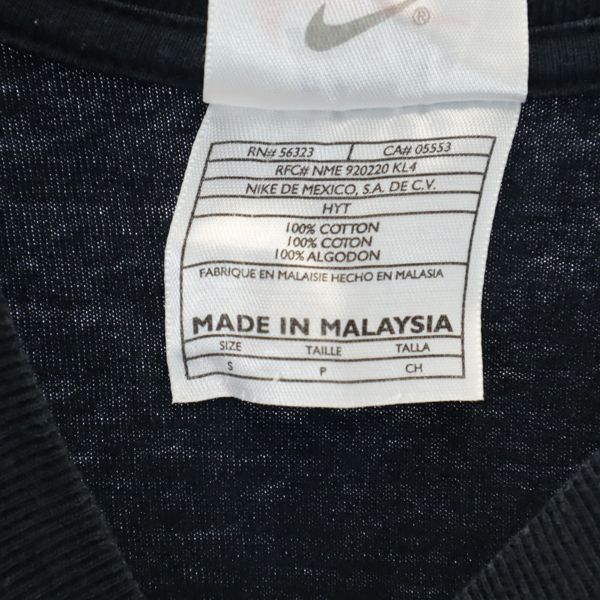 ®
RN# 56323 CA# 05553
RFC# NME 920220 KL4
NIKE DE MEXICO, S.A. DE C.V.
HYT
100% COTTON
100% COTON
100% ALGODON
FABRIQUE EN MALAISIE HECHO EN MALASIA
MADE IN MALAYSIA
SIZE TAILLE TALLA
S P CH